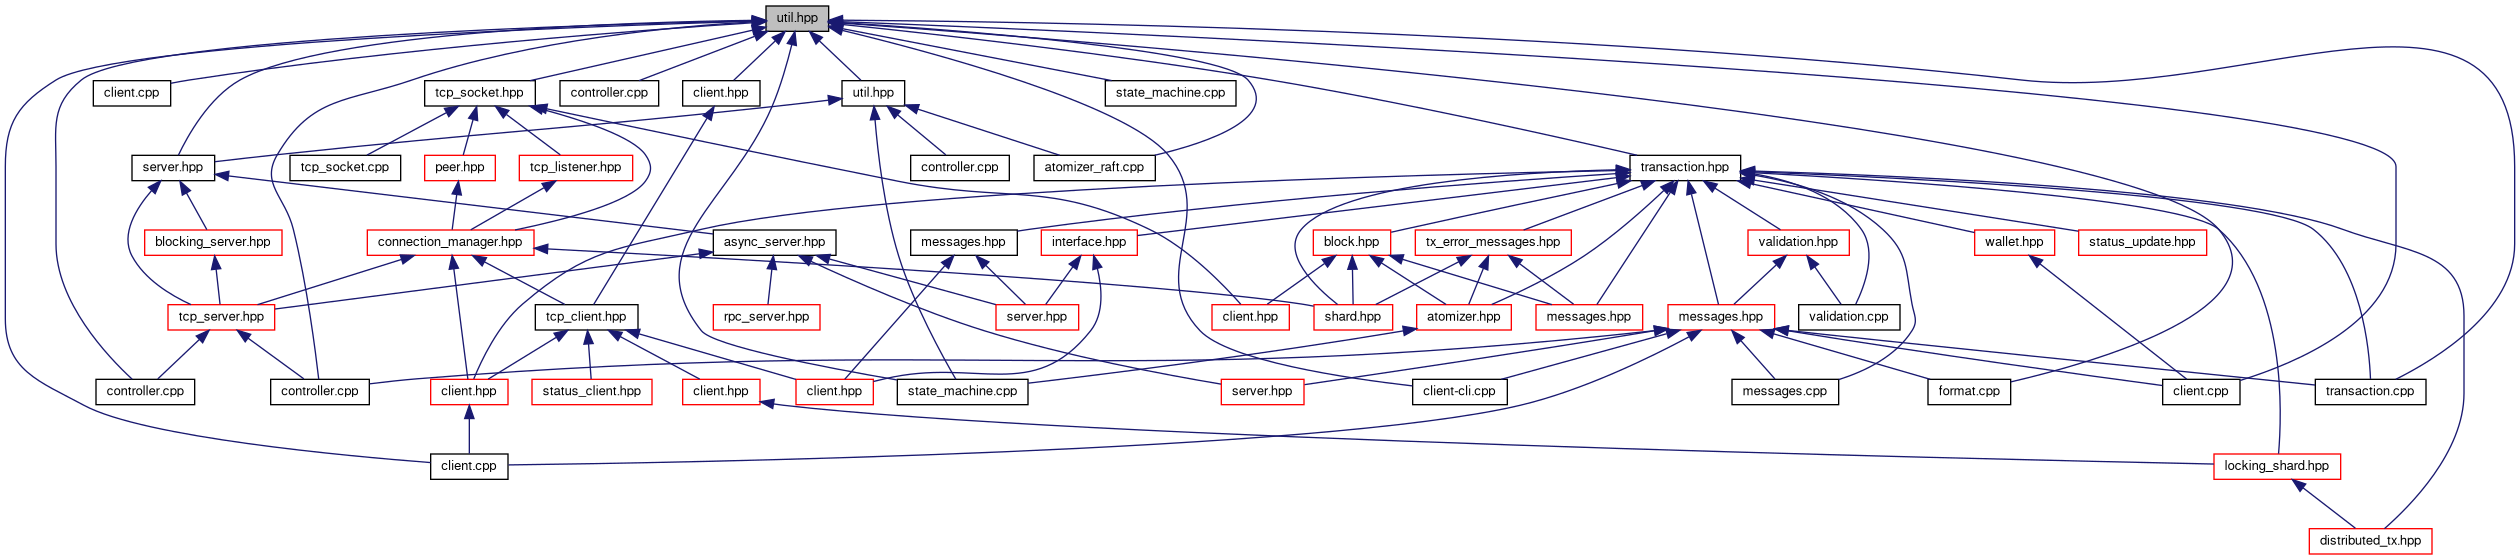 util.hpp
client.cpp
tcp_socket.hpp
controller.cpp
client.hpp
util.hpp
state_machine.cpp
server.hpp
tcp_socket.cpp
peer.hpp
tcp_listener.hpp
controller.cpp
atomizer_raft.cpp
transaction.hpp
blocking_server.hpp
connection_manager.hpp
async_server.hpp
messages.hpp
interface.hpp
block.hpp
tx_error_messages.hpp
validation.hpp
wallet.hpp
status_update.hpp
tcp_server.hpp
tcp_client.hpp
rpc_server.hpp
server.hpp
client.hpp
shard.hpp
atomizer.hpp
messages.hpp
messages.hpp
validation.cpp
controller.cpp
controller.cpp
client.hpp
status_client.hpp
client.hpp
client.hpp
state_machine.cpp
server.hpp
client-cli.cpp
messages.cpp
format.cpp
client.cpp
transaction.cpp
client.cpp
locking_shard.hpp
distributed_tx.hpp